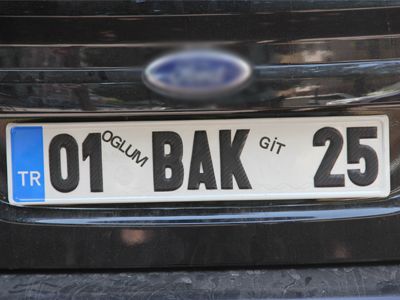 TR 01 OGLUM BAK GİT 25